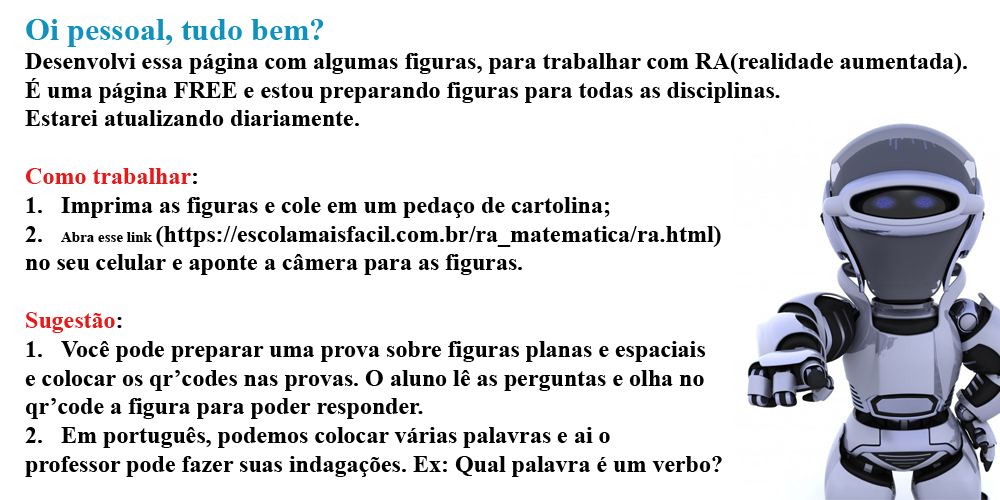 Oi pessoal, tudo bem?
Desenvolvi essa página com algumas figuras, para trabalhar com RA(realidade aumentada).
É uma página FREE e estou preparando figuras para todas as disciplinas.
Estarei atualizando diariamente.
Como trabalhar:
1. Imprima as figuras e cole em um pedaço de cartolina;
2. Abra esse link (https://escolamaisfacil.com.br/ra_matematica/ra.html)
no seu celular e aponte a câmera para as figuras.
Sugestão:
1. Você pode preparar uma prova sobre figuras planas e espaciais
e colocar os qr’codes nas provas. O aluno lê as perguntas e olha no
qr’code a figura para poder responder.
2. Em português, podemos colocar várias palavras e ai o
professor pode fazer suas indagações. Ex: Qual palavra é um verbo?